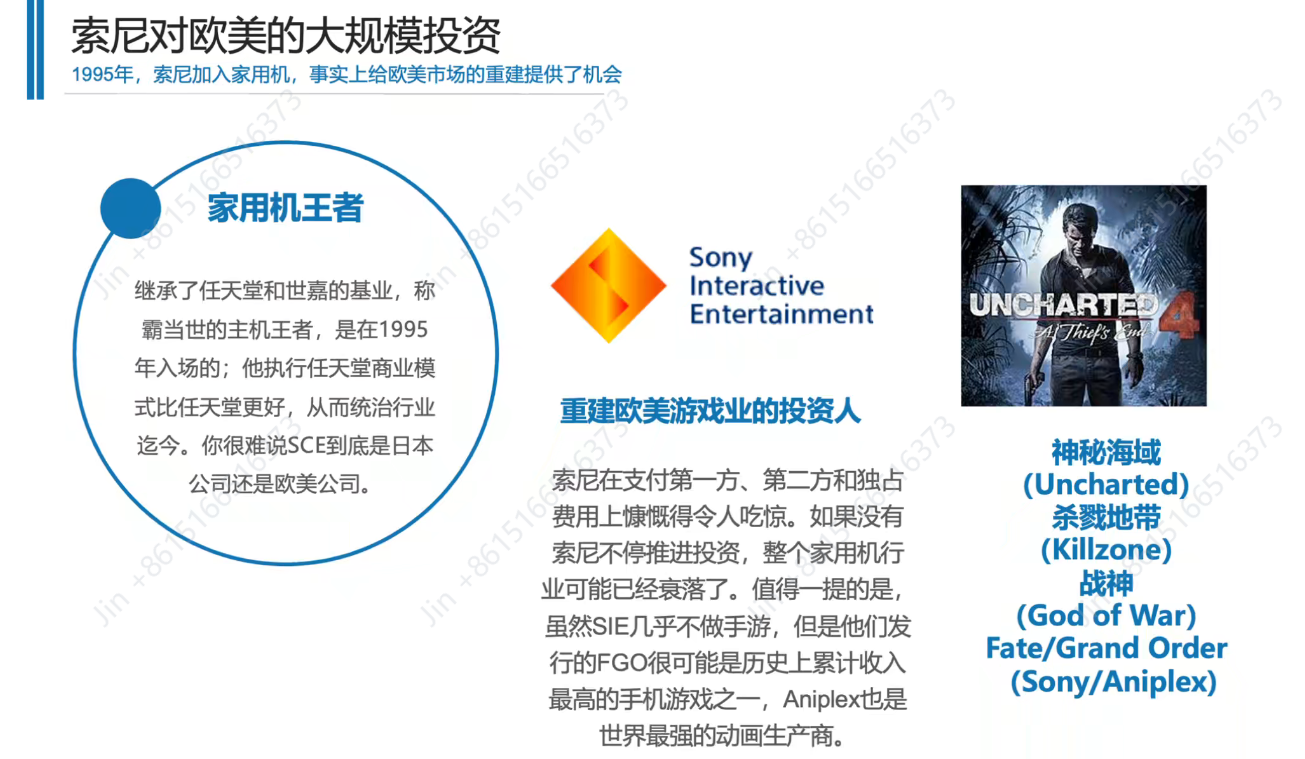 索尼对欧美的大规模投资
1995年，索尼加入家用机，事实上给欧美市场的重建提供了机会
家用机王者
继承了任天堂和世嘉的基业，称
霸当世的主机王者，是在1995
年入场的；他执行任天堂商业模
式比任天堂更好，从而统治行业
迄今。你很难说SCE到底是日本
公司还是欧美公司。
Sony
Interactive
Entertainment
重建欧美游戏业的投资人
索尼在支付第一方、第二方和独占
费用上慷慨得令人吃惊。如果没有
索尼不停推进投资，整个家用机行
业可能已经衰落了。值得一提的是，
虽然SIE几乎不做手游，但是他们发
行的FGO很可能是历史上累计收入
最高的手机游戏之一，Aniplex也是
世界最强的动画生产商。
UNCHARTED 4
A Thief's End
神秘海域
(Uncharted)
杀戮地带
(Killzone)
战神
(God of War)
Fate/Grand Order
(Sony/Aniplex)
Jin +8615166516373
Jin +8615166516373
Jin +8615166516373
Jin +8615166516373
Jin +8615166516373
Jin +8615166516373
Jin +8615166516373
Jin +8615166516373